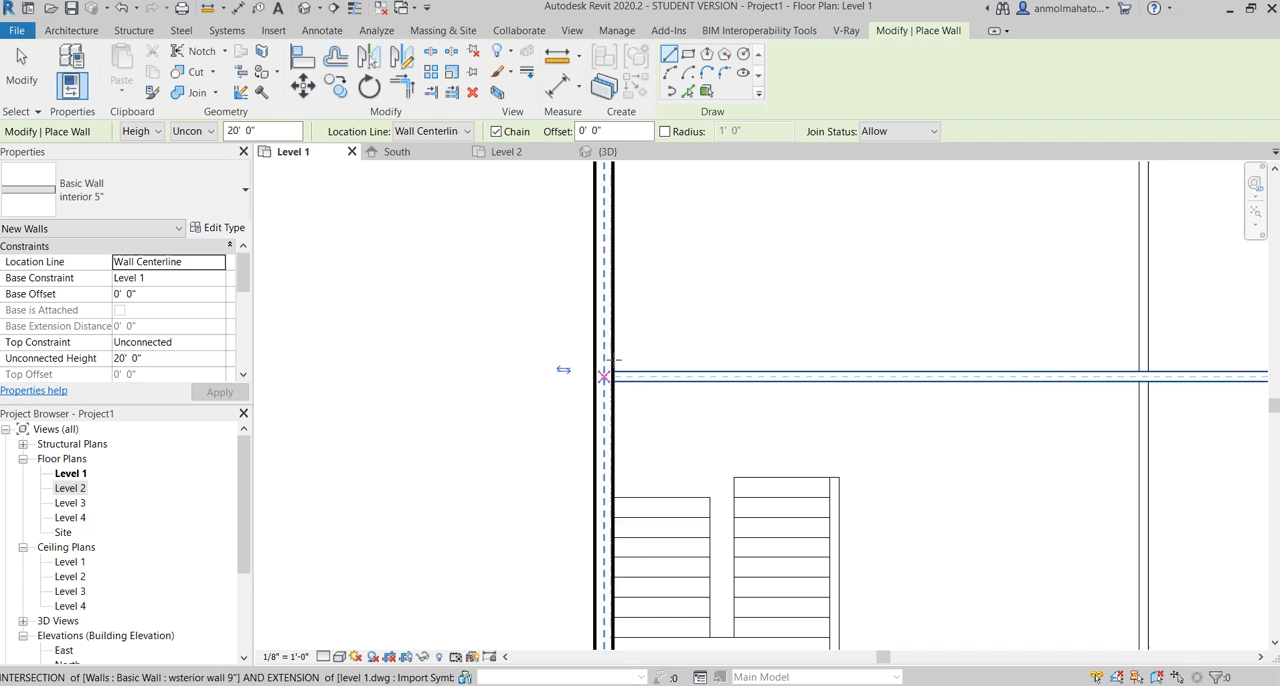 Autodesk Revit 2020.2 - STUDENT VERSION - Project1 - Floor Plan: Level 1
anmolmahato...
File Architecture Structure Steel Systems Insert Annotate Analyze Massing & Site Collaborate View Manage Add-Ins BIM Interoperability Tools V-Ray Modify | Place Wall
Modify Paste Notch Cut Join
Select Properties Clipboard Geometry Modify View Measure Create Draw
Modify | Place Wall Heigh Uncon 20' 0" Location Line: Wall Centerlin Chain Offset: 0' 0" Radius: 1' 0" Join Status: Allow
Properties Level 1 South Level 2 {3D}
Basic Wall
interior 5"
New Walls Edit Type
Constraints
Location Line Wall Centerline
Base Constraint Level 1
Base Offset 0' 0"
Base is Attached
Base Extension Distance 0' 0"
Top Constraint Unconnected
Unconnected Height 20' 0"
Top Offset 0' 0"
Properties help Apply
Project Browser - Project1
Views (all)
Structural Plans
Floor Plans
Level 1
Level 2
Level 3
Level 4
Site
Ceiling Plans
Level 1
Level 2
Level 3
Level 4
3D Views
Elevations (Building Elevation)
East
North
1/8" = 1'-0"
INTERSECTION of [Walls : Basic Wall : wsterior wall 9"] AND EXTENSION of [level 1.dwg : Import Symb :0 Main Model :0